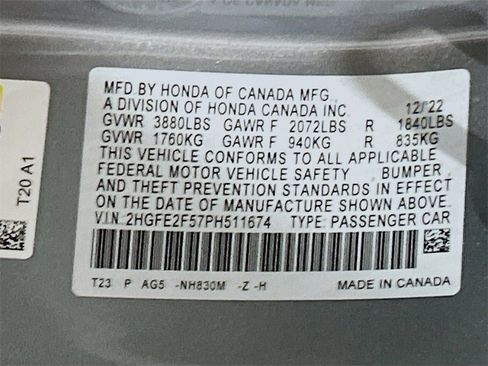 MFD BY HONDA OF CANADA MFG.
A DIVISION OF HONDA CANADA INC. 12/22
GVWR 3880LBS GAWR F 2072LBS R 1840LBS
GVWR 1760KG GAWR F 940KG R 835KG
THIS VEHICLE CONFORMS TO ALL APPLICABLE
FEDERAL MOTOR VEHICLE SAFETY BUMPER,
AND THEFT PREVENTION STANDARDS IN EFFECT
ON THE DATE OF MANUFACTURE SHOWN ABOVE.
V.I.N: 2HGFE2F57PH511674 TYPE: PASSENGER CAR
T23 P AG5 -NH830M -Z -H MADE IN CANADA
T20 A1